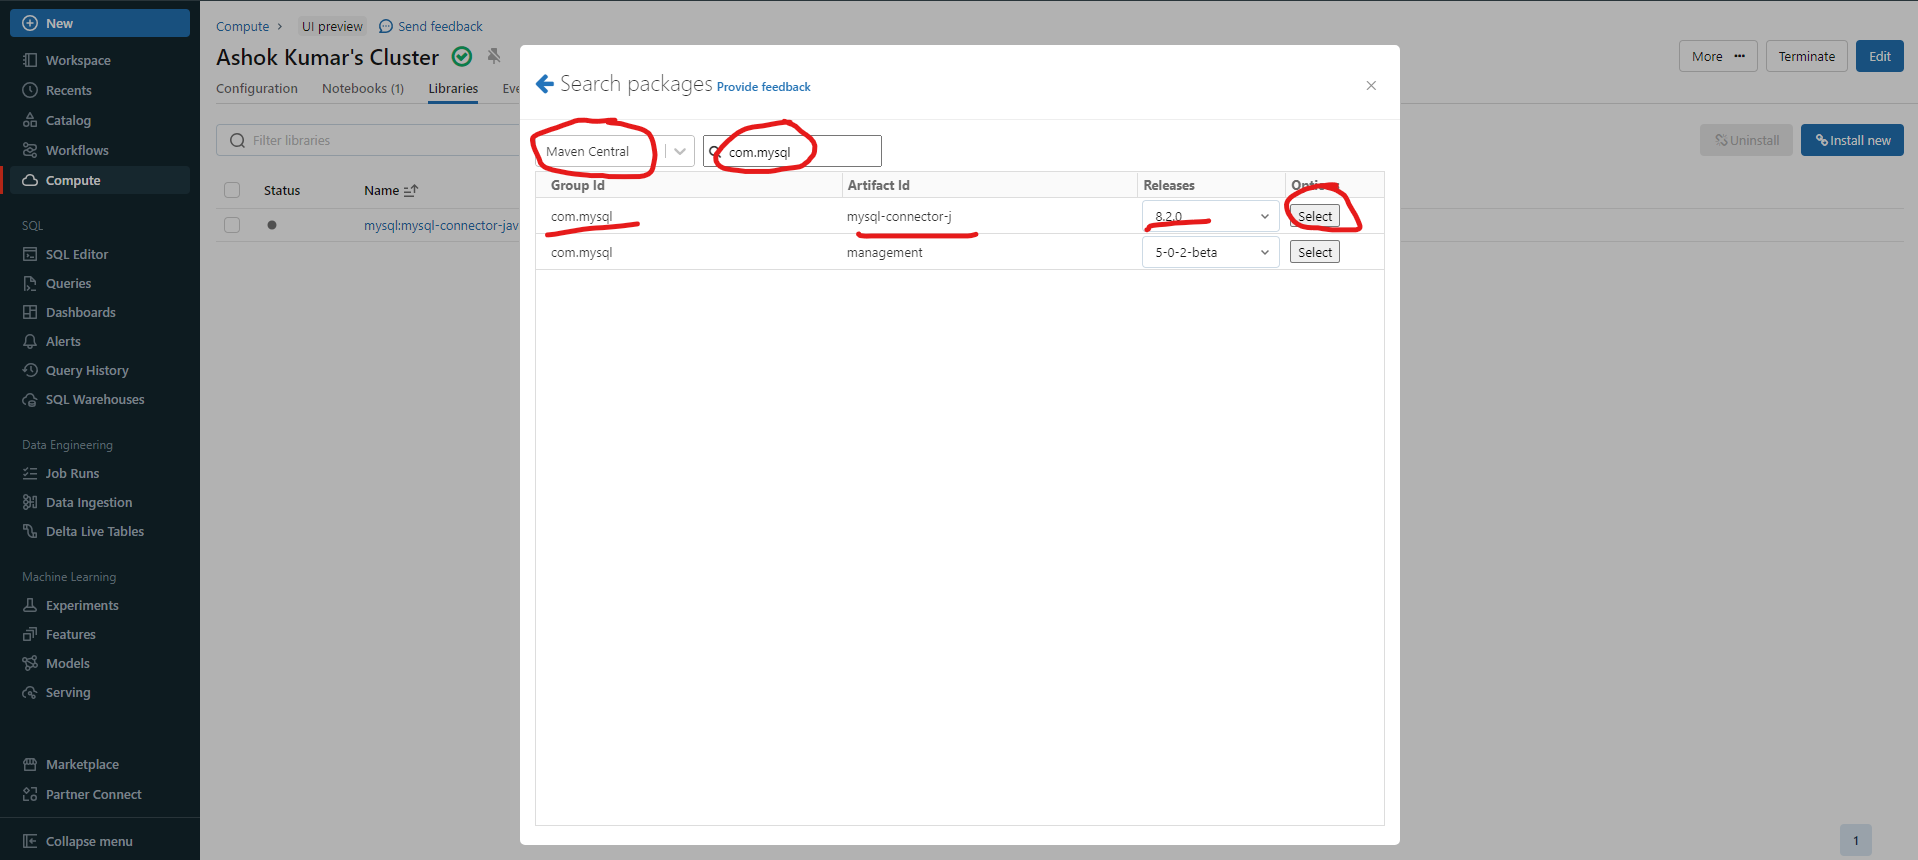 New
Workspace
Recents
Catalog
Workflows
Compute
SQL
SQL Editor
Queries
Dashboards
Alerts
Query History
SQL Warehouses
Data Engineering
Job Runs
Data Ingestion
Delta Live Tables
Machine Learning
Experiments
Features
Models
Serving
Marketplace
Partner Connect
Collapse menu
Compute > UI preview Send feedback
Ashok Kumar's Cluster
More ... Terminate Edit
Configuration Notebooks (1) Libraries Eve
Filter libraries
Uninstall Install new
Status Name
mysql:mysql-connector-jav
Search packages Provide feedback ×
Maven Central com.mysql
Group Id Artifact Id Releases Options
com.mysql mysql-connector-j 8.2.0 Select
com.mysql management 5-0-2-beta Select
1